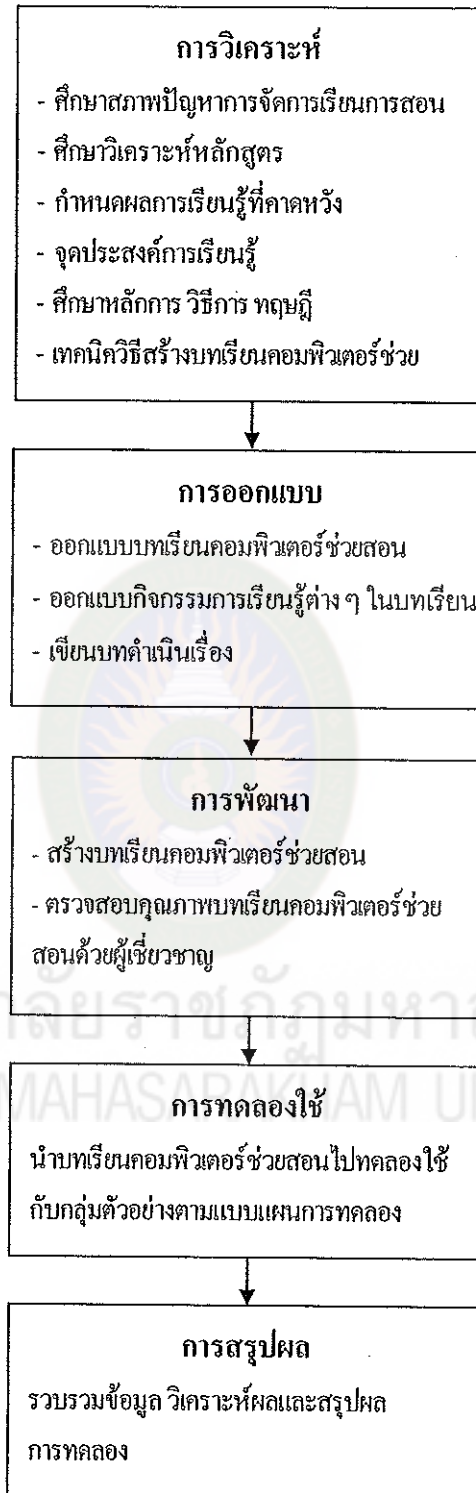 การวิเคราะห์
- ศึกษาสภาพปัญหาการจัดการเรียนการสอน
- ศึกษาวิเคราะห์หลักสูตร
- กำหนดผลการเรียนรู้ที่คาดหวัง
- จุดประสงค์การเรียนรู้
- ศึกษาหลักการ วิธีการ ทฤษฎี
- เทคนิควิธีสร้างบทเรียนคอมพิวเตอร์ช่วย
การออกแบบ
- ออกแบบบทเรียนคอมพิวเตอร์ช่วยสอน
- ออกแบบกิจกรรมการเรียนรู้ต่าง ๆ ในบทเรียน
- เขียนบทดำเนินเรื่อง
การพัฒนา
- สร้างบทเรียนคอมพิวเตอร์ช่วยสอน
- ตรวจสอบคุณภาพบทเรียนคอมพิวเตอร์ช่วย
สอนด้วยผู้เชี่ยวชาญ
ลัยราชภัฏมหา
MAHASARAKHAM U
การทดลองใช้
นำบทเรียนคอมพิวเตอร์ช่วยสอนไปทดลองใช้
กับกลุ่มตัวอย่างตามแบบแผนการทดลอง
การสรุปผล
รวบรวมข้อมูล วิเคราะห์ผลและสรุปผล
การทดลอง